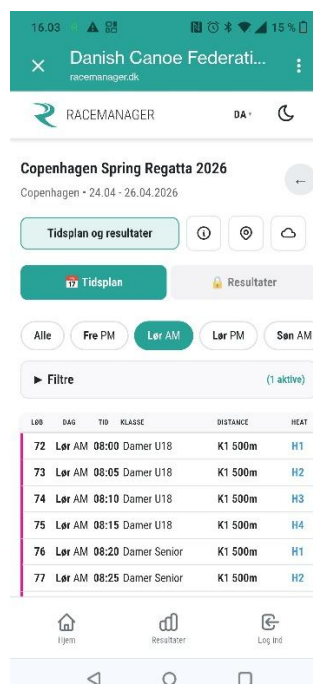 16.03
15 %
Danish Canoe Federati...
racemanager.dk
RACEMANAGER
DA
Copenhagen Spring Regatta 2026
Copenhagen • 24.04 - 26.04.2026
Tidsplan og resultater
Tidsplan
Resultater
Alle
Fre PM
Lør AM
Lør PM
Søn AM
► Filtre
(1 aktive)
LØB DAG TID KLASSE DISTANCE HEAT
72 Lør AM 08:00 Damer U18 K1 500m H1
73 Lør AM 08:05 Damer U18 K1 500m H2
74 Lør AM 08:10 Damer U18 K1 500m H3
75 Lør AM 08:15 Damer U18 K1 500m H4
76 Lør AM 08:20 Damer Senior K1 500m H1
77 Lør AM 08:25 Damer Senior K1 500m H2
Hjem
Resultater
Log ind